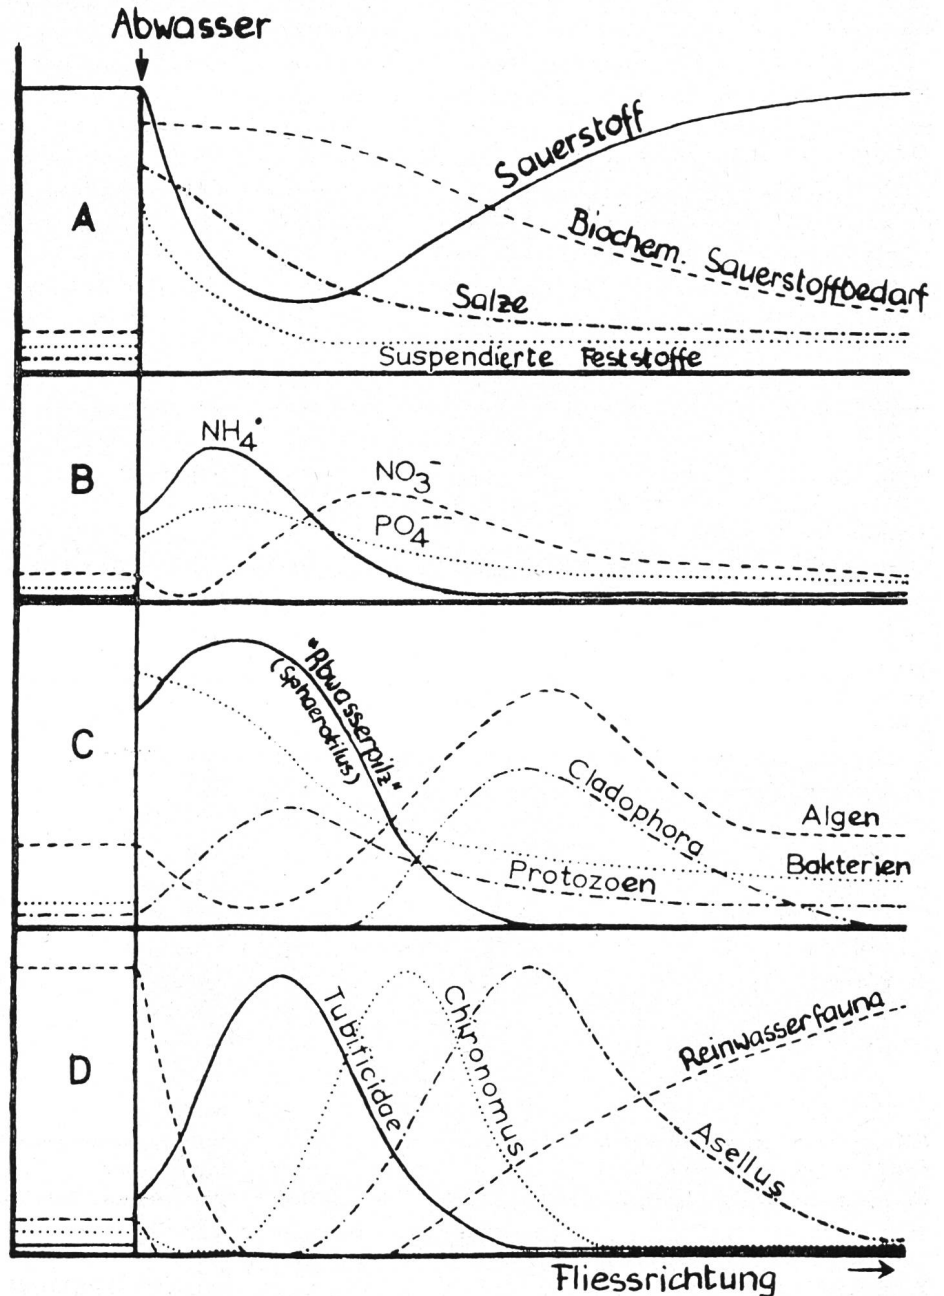 Abwasser
A
Sauerstoff
Biochem. Sauerstoffbedarf
Salze
Suspendierte Feststoffe
B
NH₄˙
NO₃⁻
PO₄⁻⁻⁻
C
"Abwasserpilz"
(Sphaerotilus)
Cladophora
Algen
Bakterien
Protozoen
D
Tubificidae
Chironomus
Reinwasserfauna
Asellus
Fliessrichtung